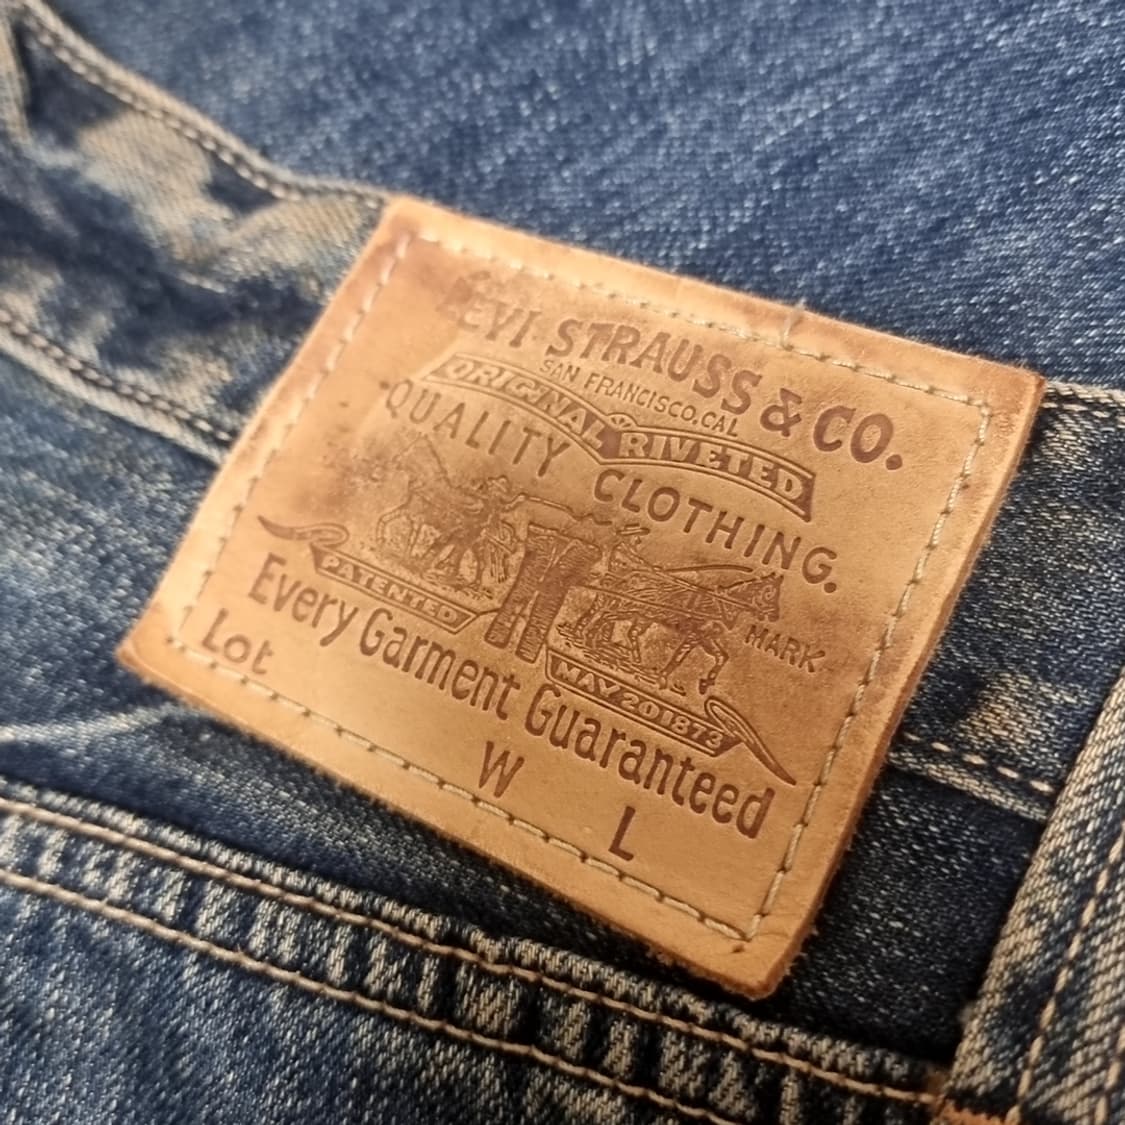 LEVI STRAUSS & CO.
SAN FRANCISCO.CAL
ORIGINAL RIVETED
QUALITY CLOTHING.
PATENTED
MAY 20 1873
MARK
Every Garment Guaranteed
Lot
W
L